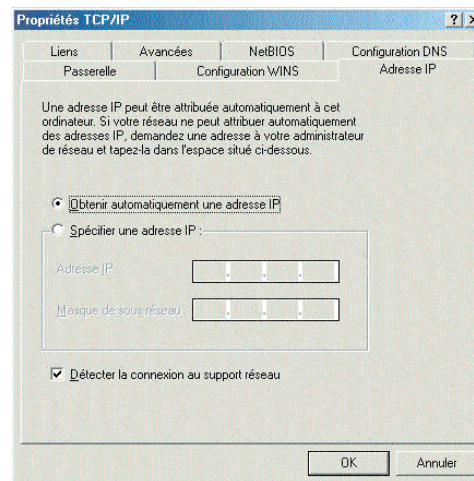 Propriétés TCP/IP
Liens Avancées NetBIOS Configuration DNS
Passerelle Configuration WINS Adresse IP
Une adresse IP peut être attribuée automatiquement à cet
ordinateur. Si votre réseau ne peut attribuer automatiquement
des adresses IP, demandez une adresse à votre administrateur
de réseau et tapez-la dans l'espace situé ci-dessous.
Obtenir automatiquement une adresse IP
Spécifier une adresse IP :
Adresse IP :
Masque de sous-réseau :
Détecter la connexion au support réseau
OK Annuler